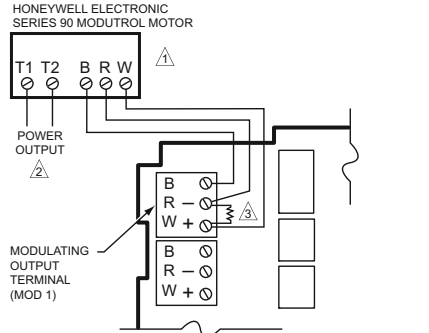 HONEYWELL ELECTRONIC
SERIES 90 MODUTROL MOTOR
T1 T2 B R W
1
POWER
OUTPUT
2
B
R –
W +
3
MODULATING
OUTPUT
TERMINAL
(MOD 1)
B
R –
W +